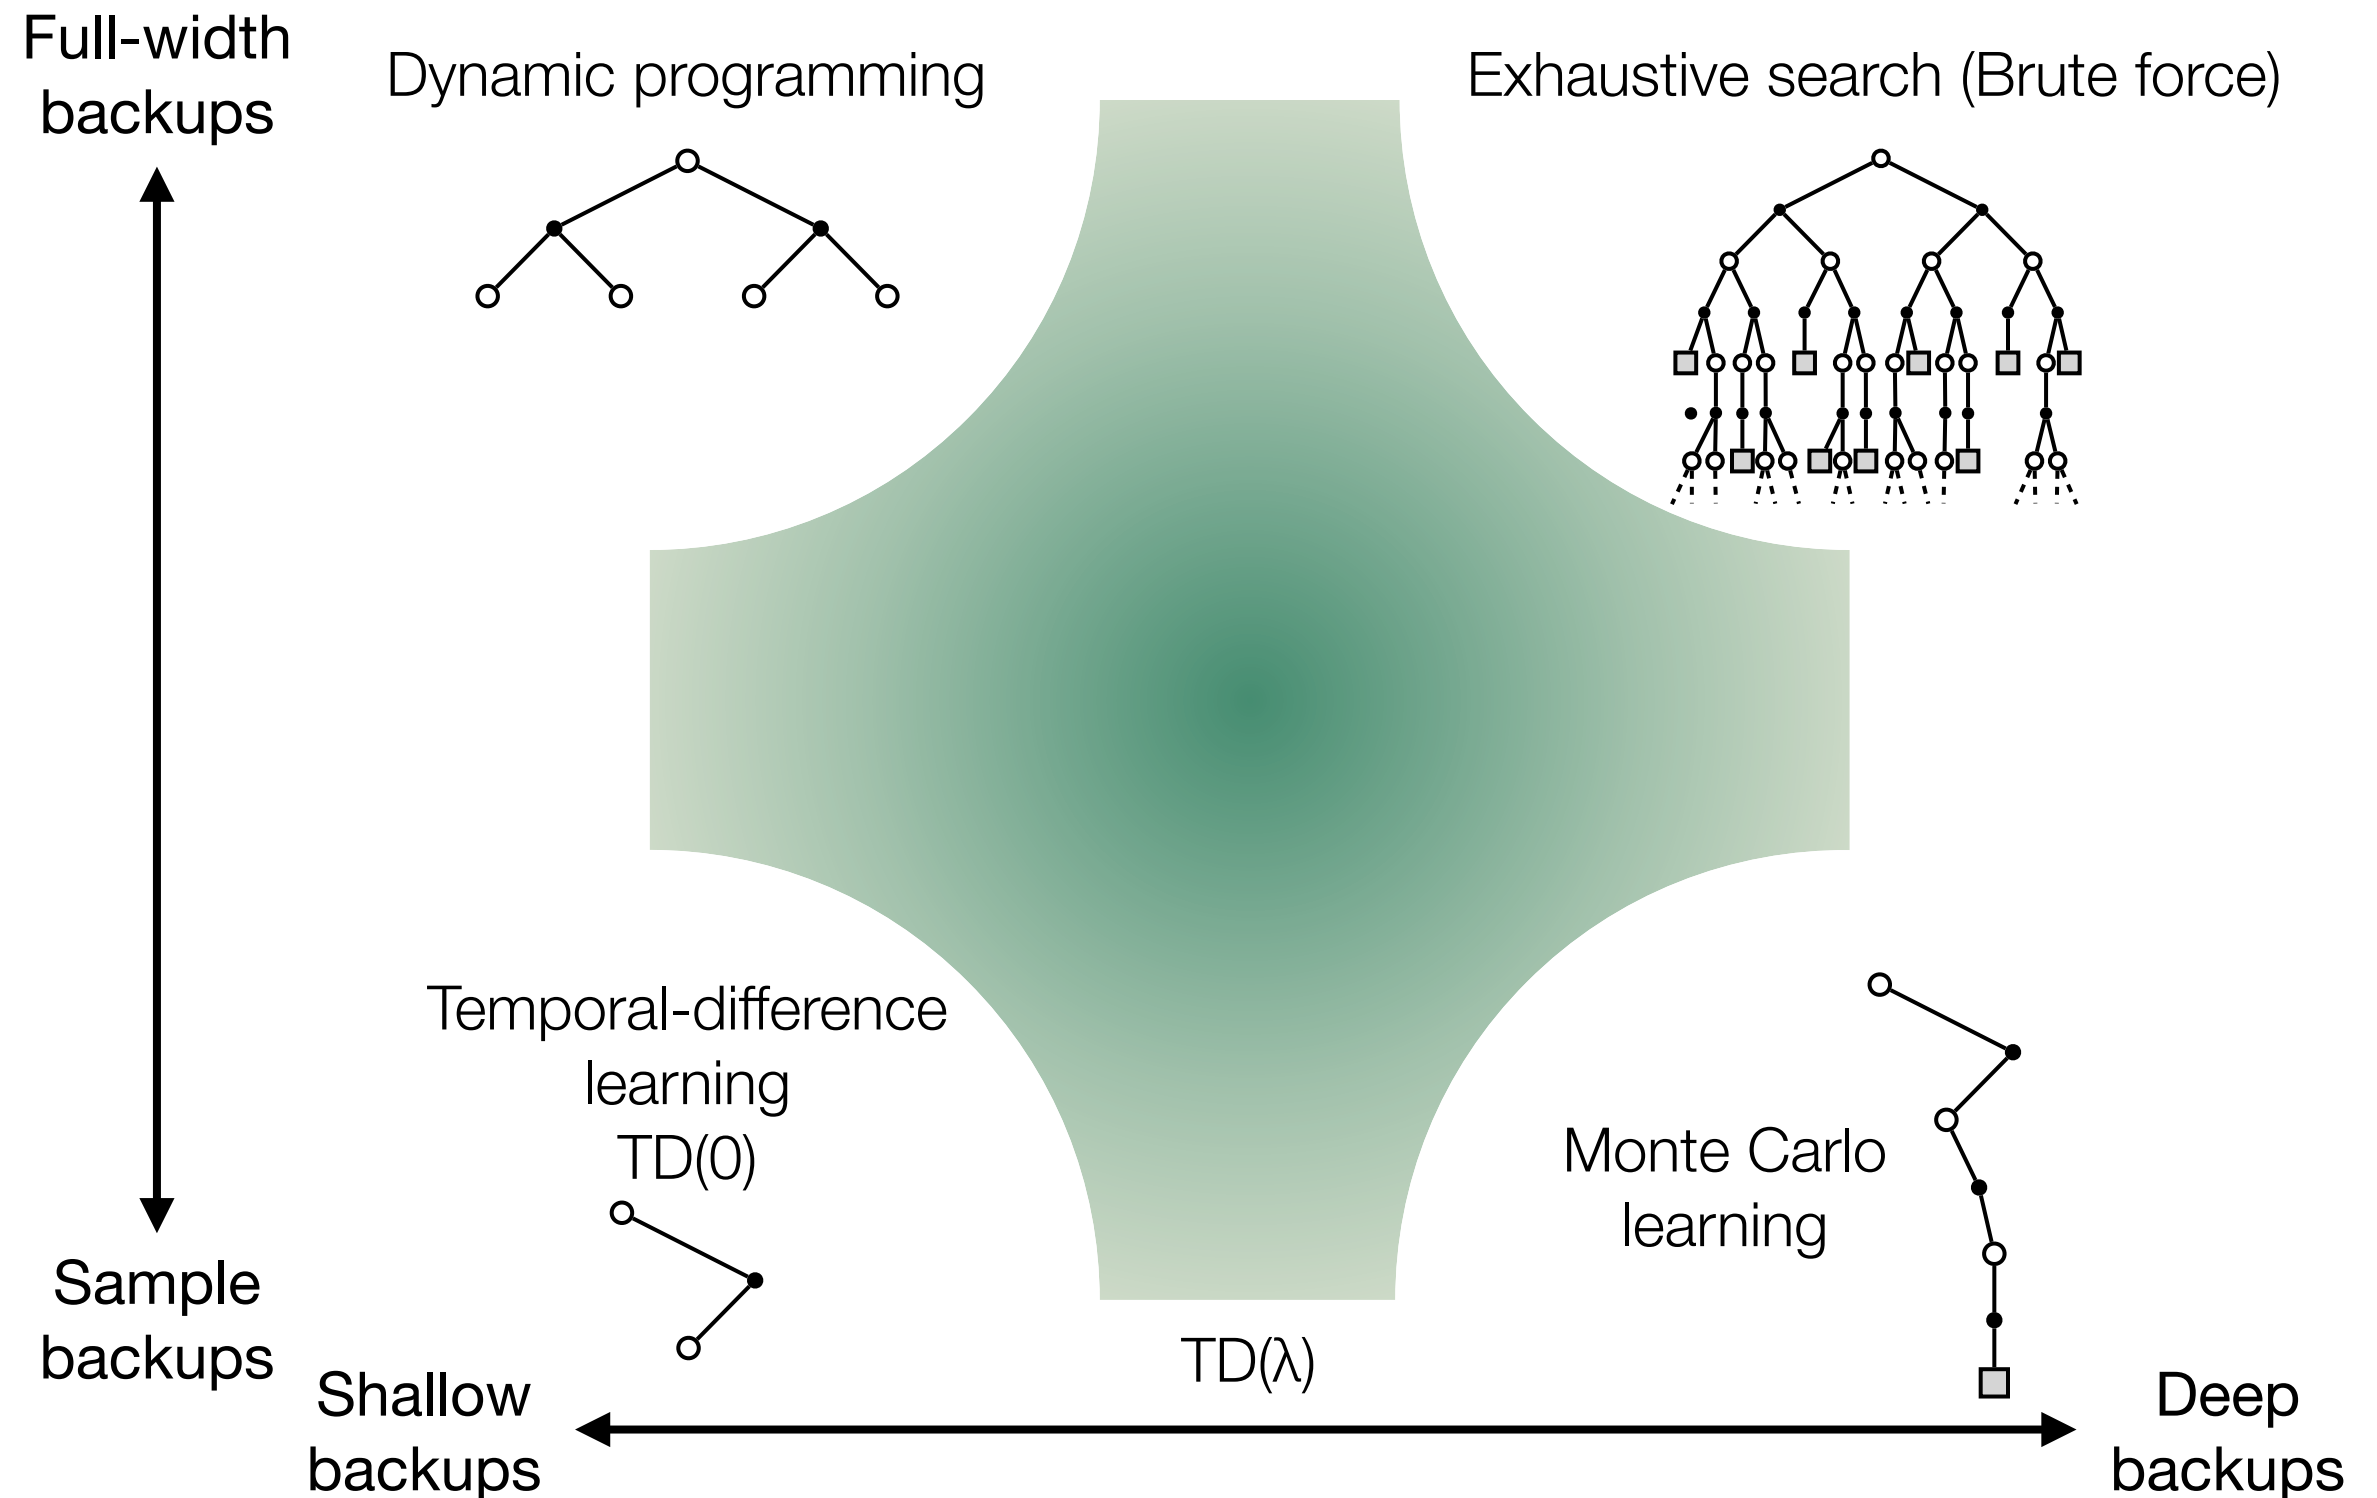 Full-width
backups
Dynamic programming
Exhaustive search (Brute force)
Temporal-difference
learning
TD(0)
Monte Carlo
learning
Sample
backups
TD(λ)
Shallow
backups
Deep
backups